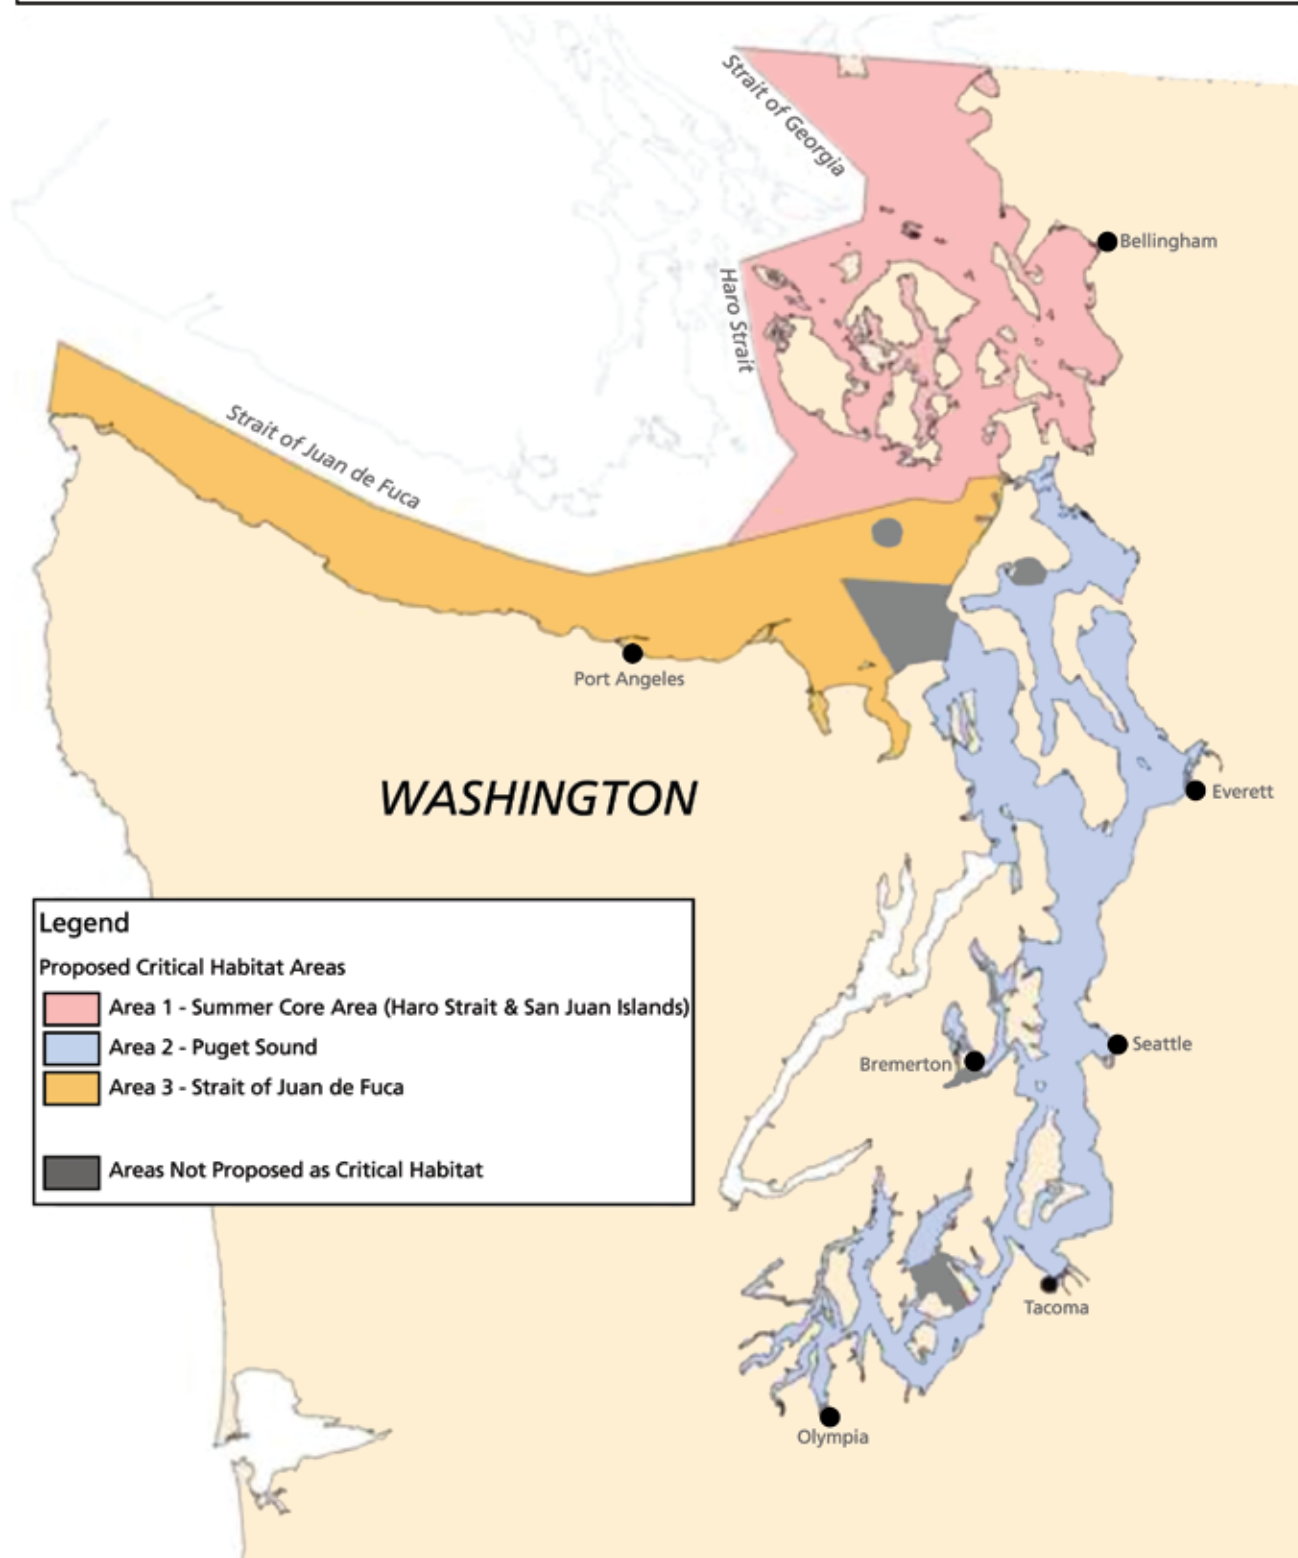 Strait of Georgia
Bellingham
Haro Strait
Strait of Juan de Fuca
Port Angeles
WASHINGTON
Everett
Legend
Proposed Critical Habitat Areas
Area 1 - Summer Core Area (Haro Strait & San Juan Islands)
Area 2 - Puget Sound
Area 3 - Strait of Juan de Fuca
Areas Not Proposed as Critical Habitat
Seattle
Bremerton
Tacoma
Olympia